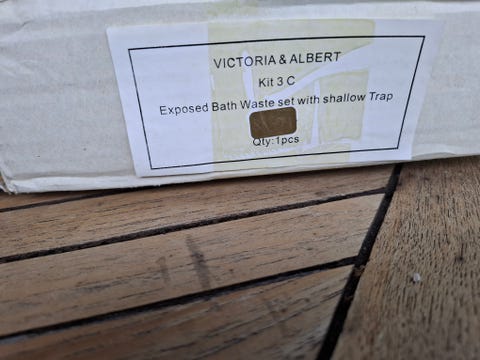 VICTORIA & ALBERT
Kit 3 C
Exposed Bath Waste set with shallow Trap
Qty:1pcs